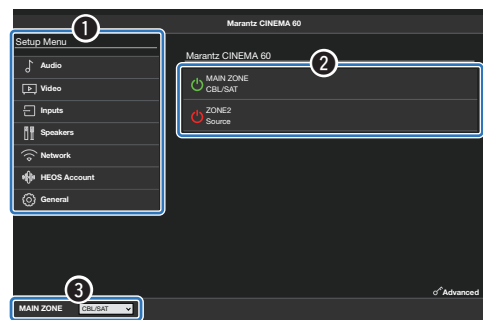 Marantz CINEMA 60
1
Setup Menu
Audio
Video
Inputs
Speakers
Network
HEOS Account
General
Marantz CINEMA 60
2
MAIN ZONE
CBL/SAT
ZONE2
Source
Advanced
3
MAIN ZONE CBL/SAT